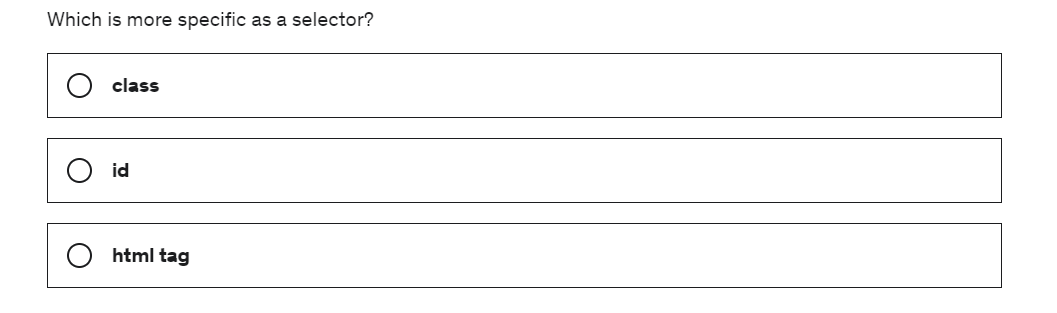 Which is more specific as a selector?
class
id
html tag